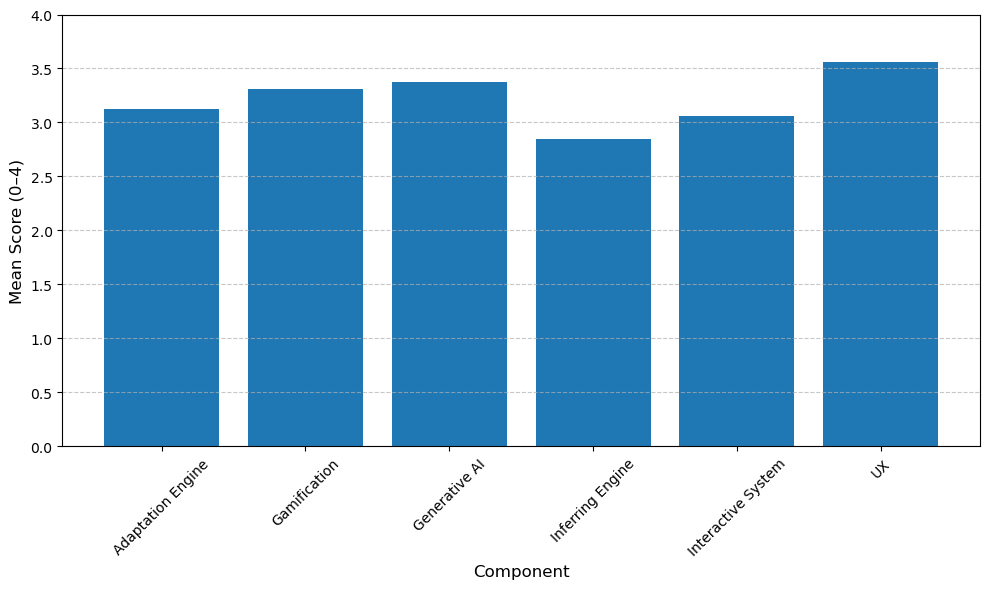 4.0
3.5
3.0
2.5
2.0
1.5
1.0
0.5
0.0
Mean Score (0–4)
Adaptation Engine
Gamification
Generative AI
Inferring Engine
Interactive System
UX
Component